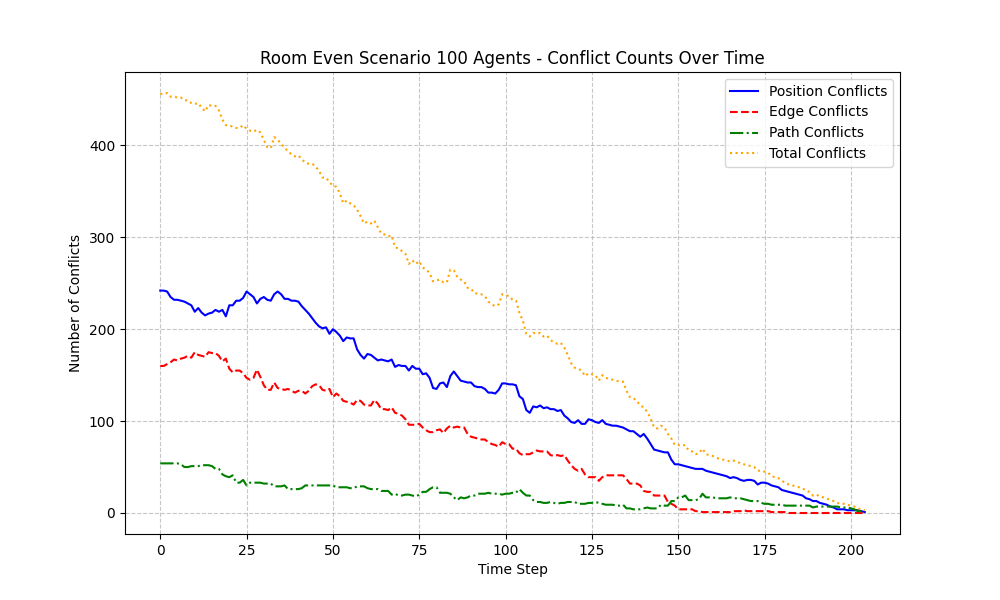 Room Even Scenario 100 Agents - Conflict Counts Over Time
Position Conflicts
Edge Conflicts
Path Conflicts
Total Conflicts
Number of Conflicts
400
300
200
100
0
0 25 50 75 100 125 150 175 200
Time Step